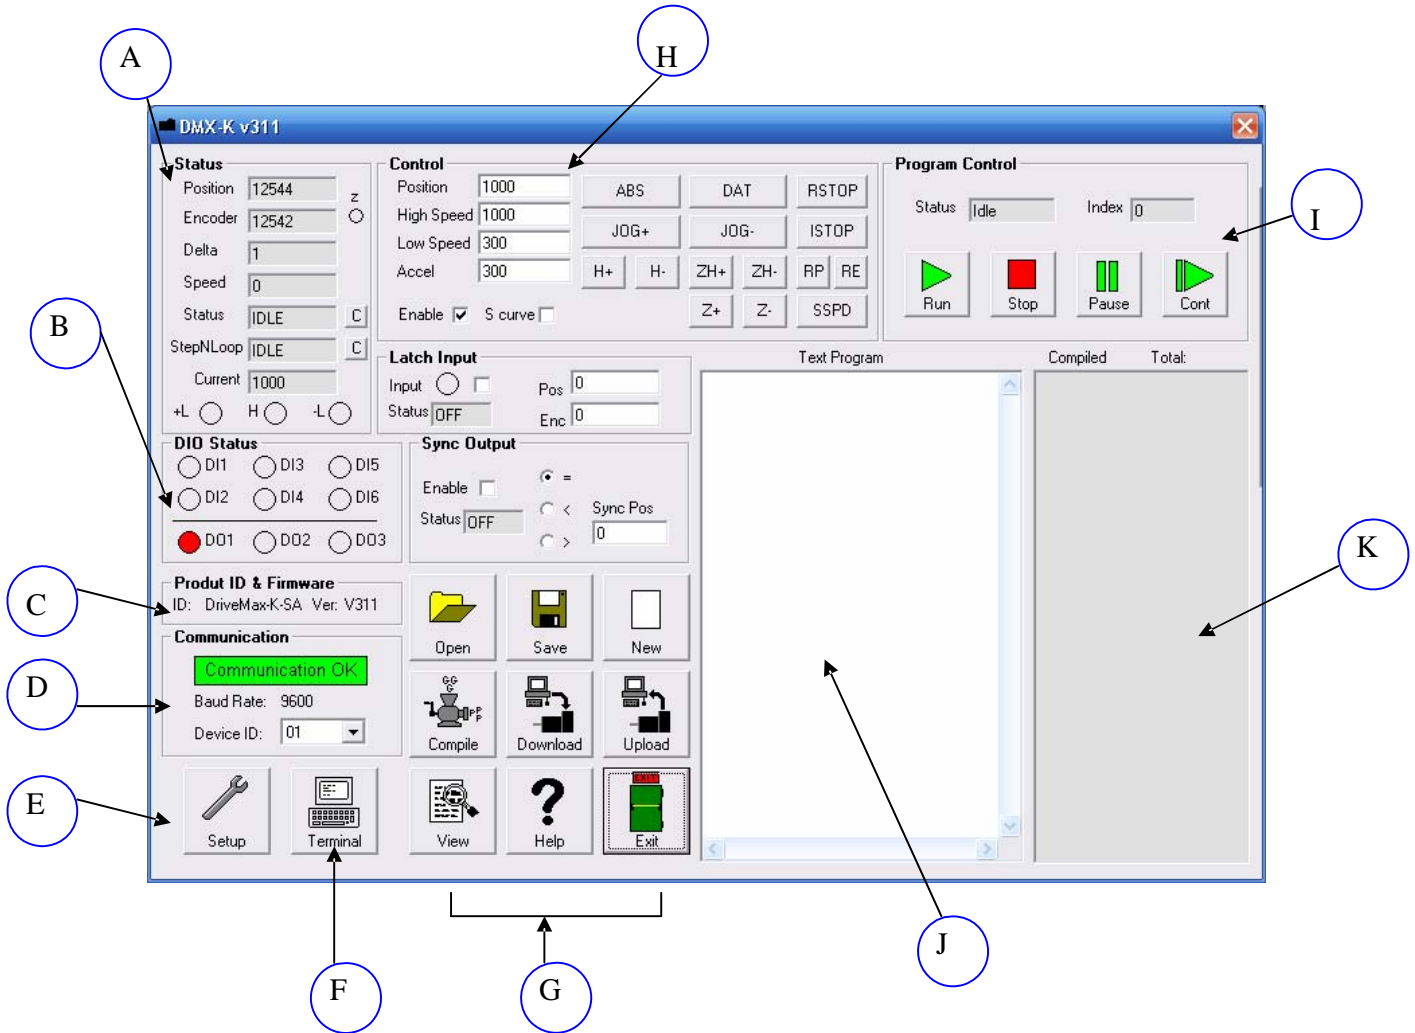 A
H
DMX-K v311
Status
Position 12544
Z
Encoder 12542
Delta 1
Speed 0
Status IDLE C
StepNLoop IDLE C
Current 1000
+L H -L
Control
Position 1000
High Speed 1000
Low Speed 300
Accel 300
Enable S curve
ABS DAT RSTOP
JOG+ JOG- ISTOP
H+ H- ZH+ ZH- RP RE
Z+ Z- SSPD
Program Control
Status Idle Index 0
Run Stop Pause Cont
I
B
Latch Input
Input Pos 0
Status OFF Enc 0
Text Program
Compiled Total:
DIO Status
DI1 DI3 DI5
DI2 DI4 DI6
DO1 DO2 DO3
Sync Output
Enable =
< Sync Pos
Status OFF 0
>
K
C
Produt ID & Firmware
ID: DriveMax-K-SA Ver: V311
D
Communication
Communication OK
Baud Rate: 9600
Device ID: 01
Open Save New
GG
G
PP
P
Compile Download Upload
E
Setup Terminal
EXIT
View Help Exit
F
G
J